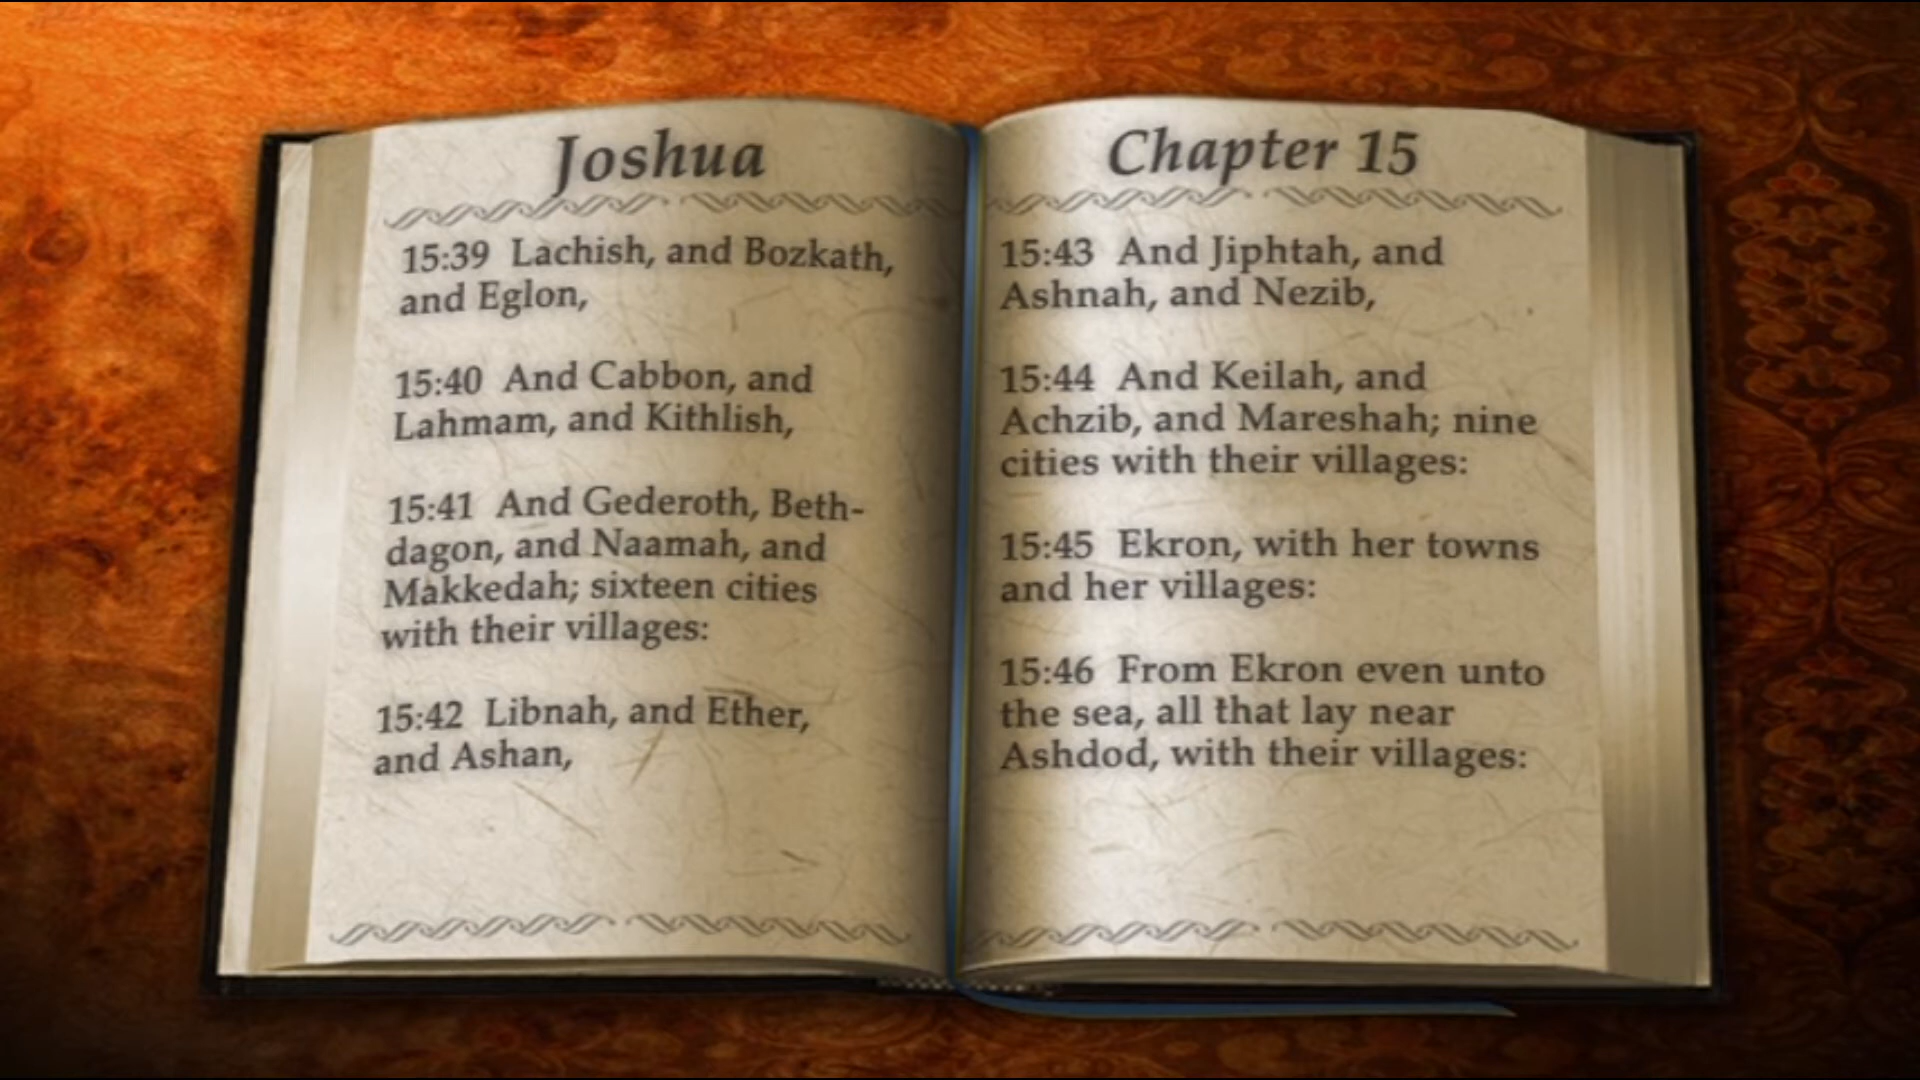 Joshua
15:39 Lachish, and Bozkath,
and Eglon,
15:40 And Cabbon, and
Lahmam, and Kithlish,
15:41 And Gederoth, Beth-
dagon, and Naamah, and
Makkedah; sixteen cities
with their villages:
15:42 Libnah, and Ether,
and Ashan,
Chapter 15
15:43 And Jiphtah, and
Ashnah, and Nezib,
15:44 And Keilah, and
Achzib, and Mareshah; nine
cities with their villages:
15:45 Ekron, with her towns
and her villages:
15:46 From Ekron even unto
the sea, all that lay near
Ashdod, with their villages: